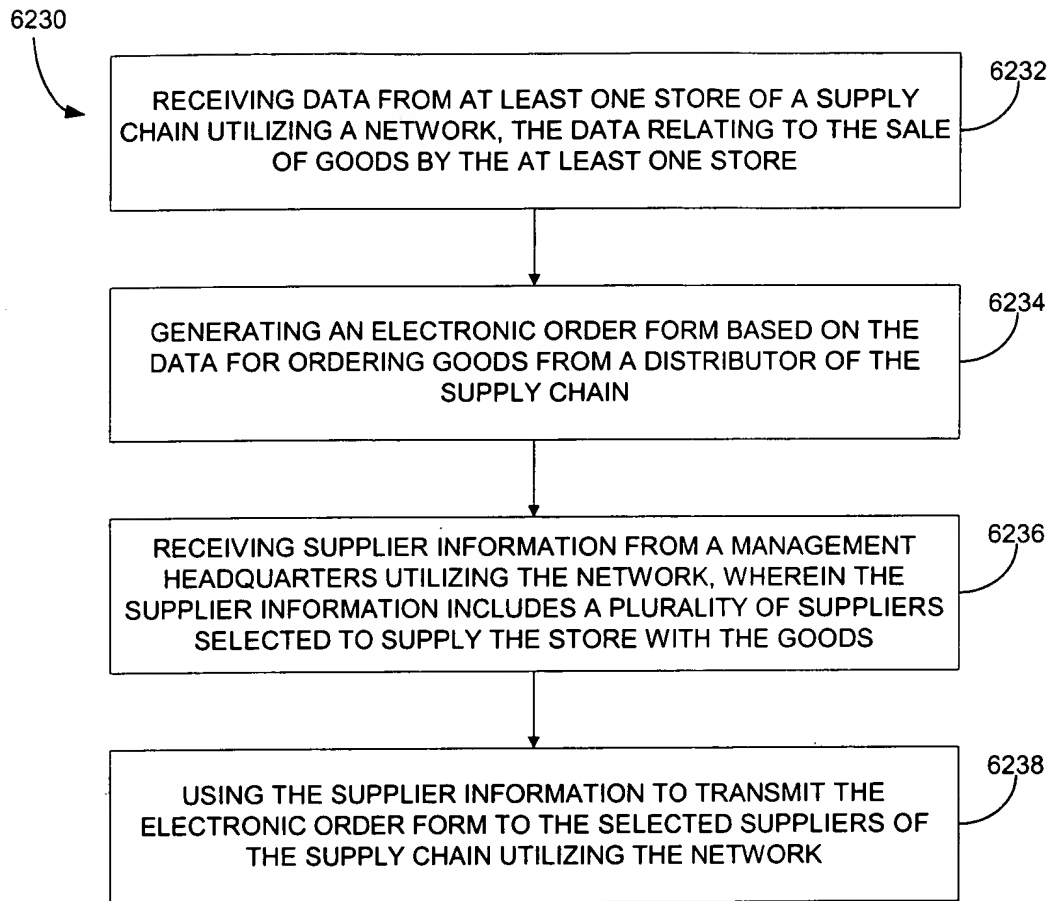 6230
6232
RECEIVING DATA FROM AT LEAST ONE STORE OF A SUPPLY
CHAIN UTILIZING A NETWORK, THE DATA RELATING TO THE SALE
OF GOODS BY THE AT LEAST ONE STORE
6234
GENERATING AN ELECTRONIC ORDER FORM BASED ON THE
DATA FOR ORDERING GOODS FROM A DISTRIBUTOR OF THE
SUPPLY CHAIN
6236
RECEIVING SUPPLIER INFORMATION FROM A MANAGEMENT
HEADQUARTERS UTILIZING THE NETWORK, WHEREIN THE
SUPPLIER INFORMATION INCLUDES A PLURALITY OF SUPPLIERS
SELECTED TO SUPPLY THE STORE WITH THE GOODS
6238
USING THE SUPPLIER INFORMATION TO TRANSMIT THE
ELECTRONIC ORDER FORM TO THE SELECTED SUPPLIERS OF
THE SUPPLY CHAIN UTILIZING THE NETWORK